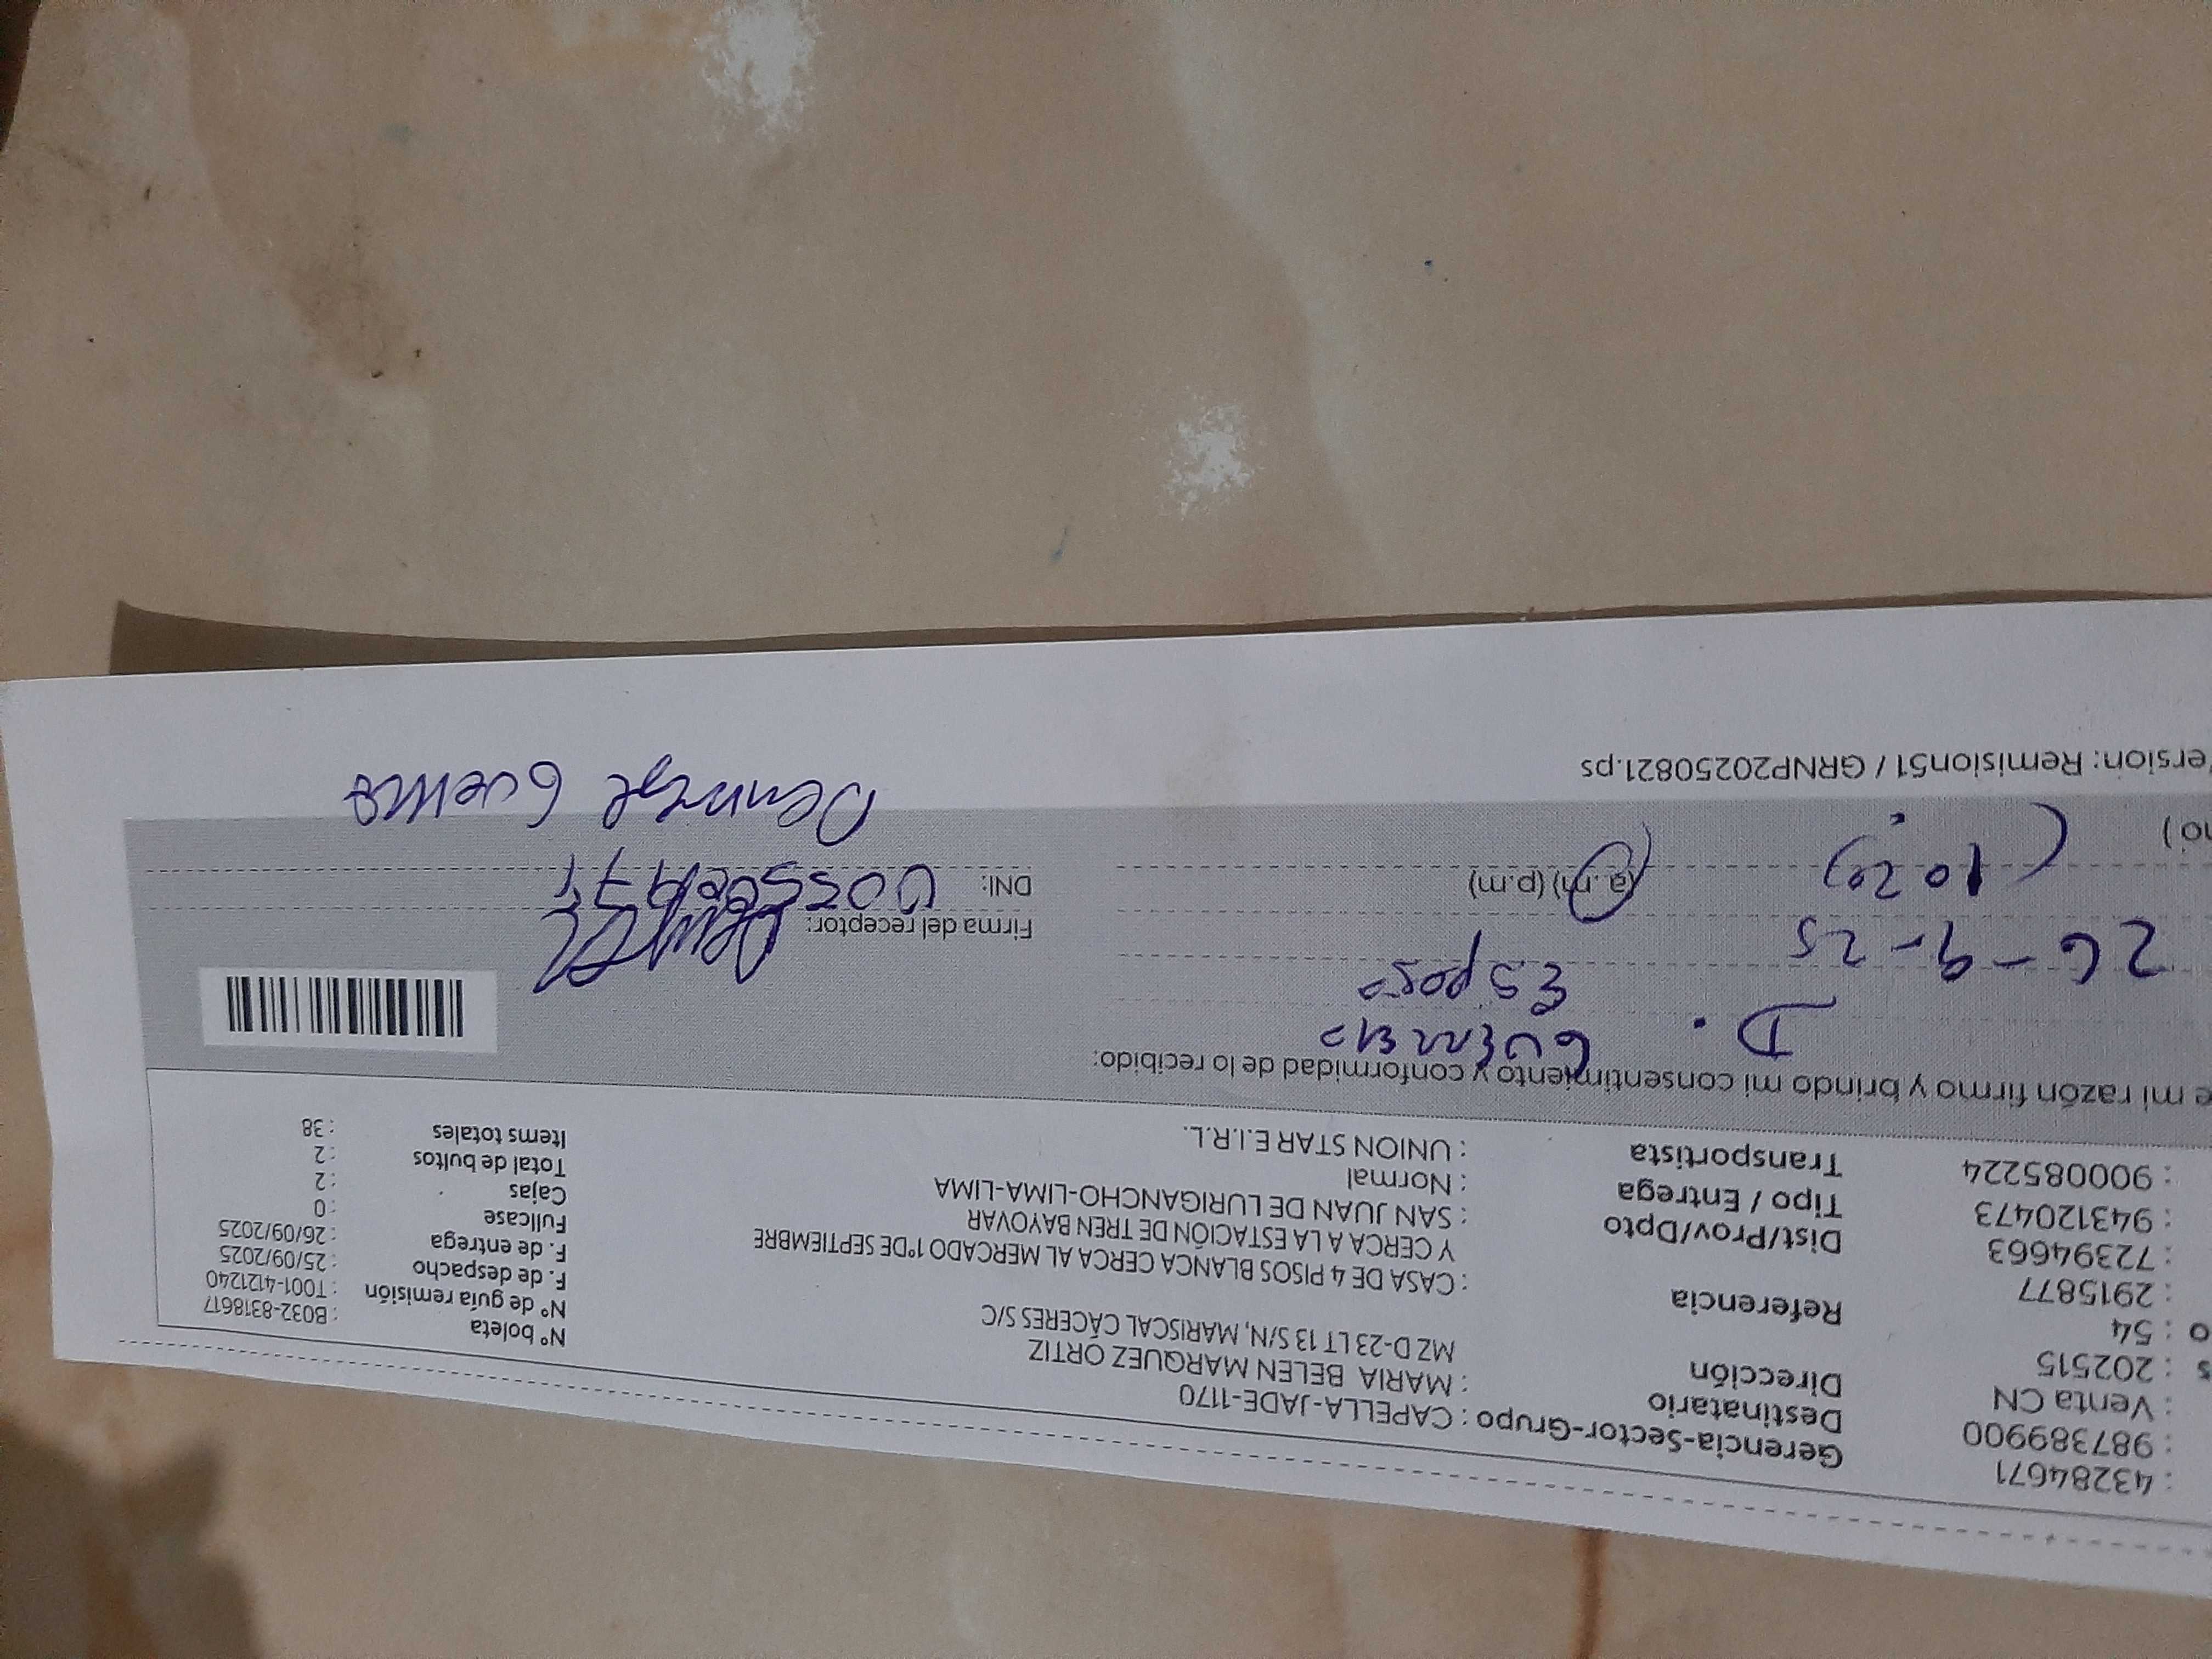 : 43284671
: 987389900
: Venta CN
s : 202515
o : 54
: 2915877
: 72394663
: 943120473
: 900085224
Gerencia-Sector-Grupo : CAPELLA-JADE-1170
Destinatario : MARIA BELEN MARQUEZ ORTIZ
Dirección MZ D-23 LT 13 S/N, MARISCAL CÁCERES S/C
Referencia : CASA DE 4 PISOS BLANCA CERCA AL MERCADO 1° DE SEPTIEMBRE
Y CERCA A LA ESTACIÓN DE TREN BAYOVAR
Dist/Prov/Dpto : SAN JUAN DE LURIGANCHO-LIMA-LIMA
Tipo / Entrega : Normal
Transportista : UNION STAR E.I.R.L.
N° boleta : B032-8318617
N° de guía remisión : T001-4121240
F. de despacho : 25/09/2025
F. de entrega : 26/09/2025
Fullcase : 0
Cajas : 2
Total de bultos : 2
Items totales : 38
e mi razón firmo y brindo mi consentimiento y conformidad de lo recibido:
D. Guerrero
Esposo
26-9-25
(10:20) (a.m) (p.m)
Firma del receptor:
DNI:
no )
ersion: Remision51 / GRNP20250821.ps